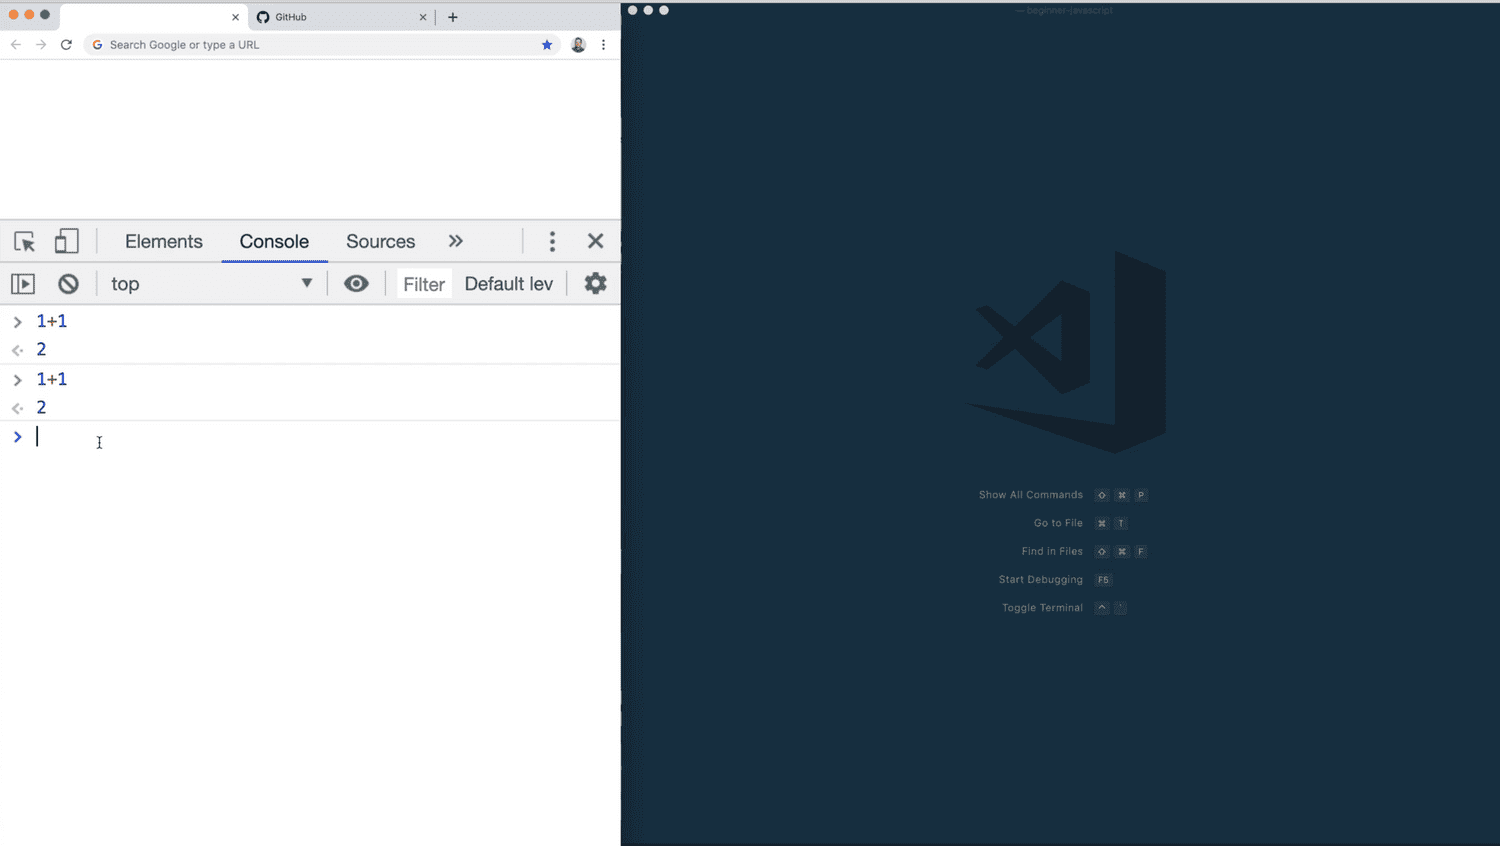 GitHub
Search Google or type a URL
Elements Console Sources
top Filter Default lev
1+1
2
1+1
2
— beginner-javascript
Show All Commands ⇧ ⌘ P
Go to File ⌘ T
Find in Files ⇧ ⌘ F
Start Debugging F5
Toggle Terminal ^ `